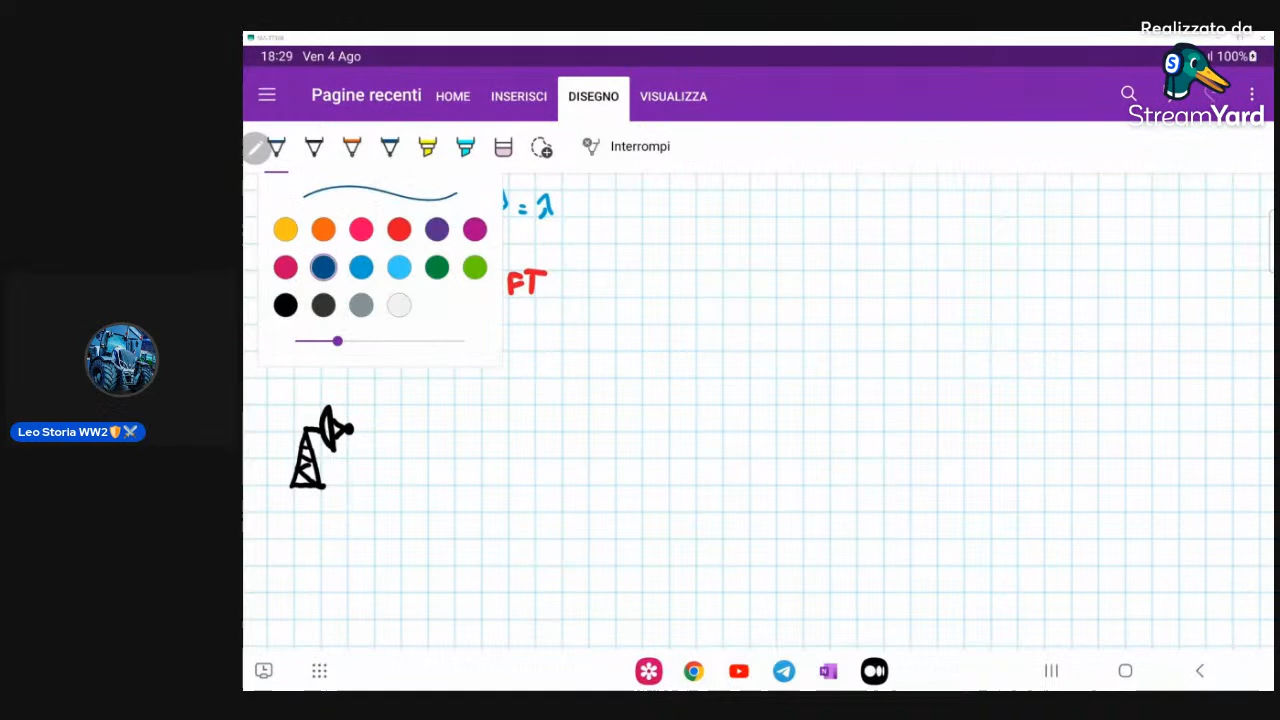 Realizzato da
StreamYard
18:29 Ven 4 Ago
100%
Pagine recenti HOME INSERISCI DISEGNO VISUALIZZA
Interrompi
= λ
FT
Leo Storia WW2